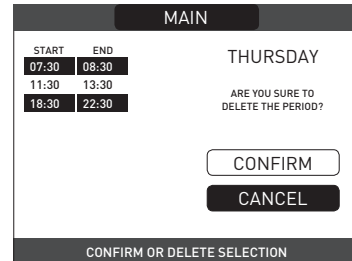 MAIN
START END
07:30 08:30
11:30 13:30
18:30 22:30
THURSDAY
ARE YOU SURE TO
DELETE THE PERIOD?
CONFIRM
CANCEL
CONFIRM OR DELETE SELECTION